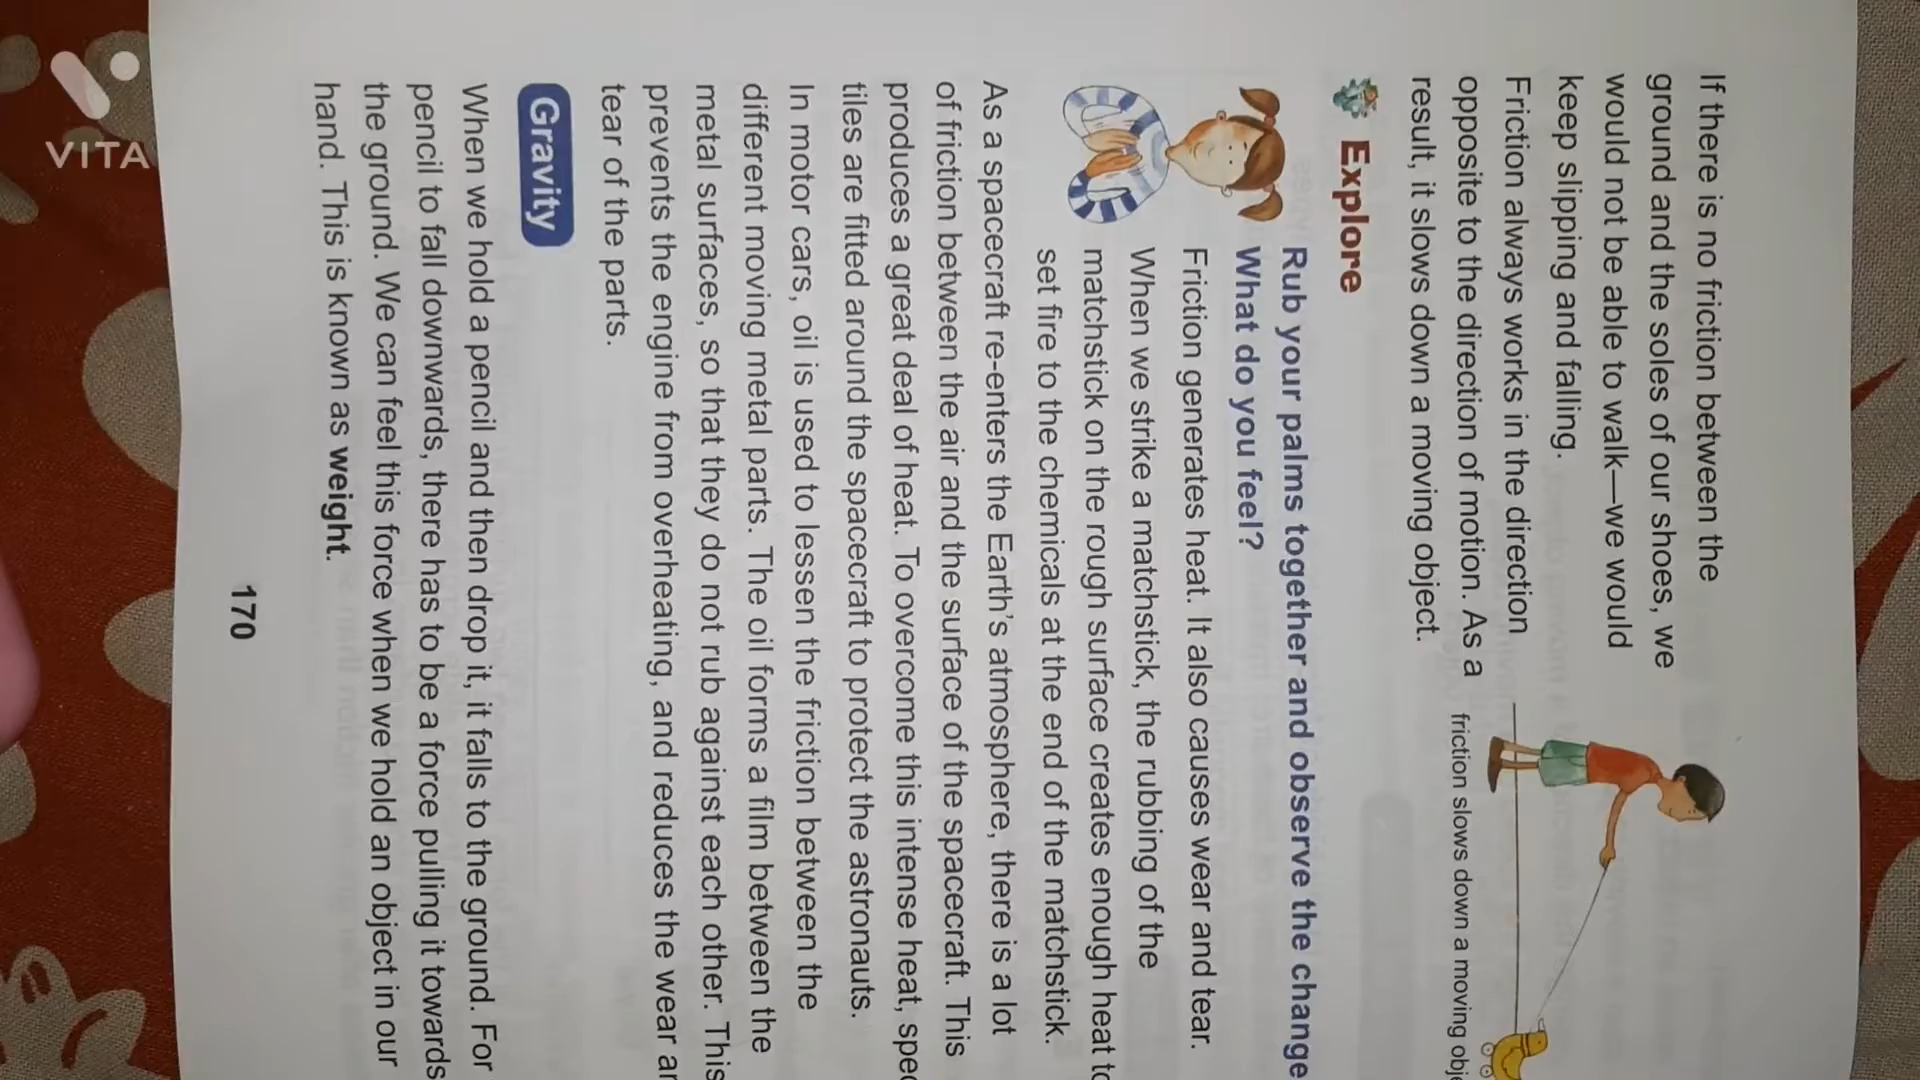 If there is no friction between the
ground and the soles of our shoes, we
would not be able to walk—we would
keep slipping and falling.
Friction always works in the direction
opposite to the direction of motion. As a
result, it slows down a moving object.
friction slows down a moving
Explore
Rub your palms together and observe the change
What do you feel?
Friction generates heat. It also causes wear and tear.
When we strike a matchstick, the rubbing of the
matchstick on the rough surface creates enough heat to
set fire to the chemicals at the end of the matchstick.
As a spacecraft re-enters the Earth's atmosphere, there is a lot
of friction between the air and the surface of the spacecraft. This
produces a great deal of heat. To overcome this intense heat,
tiles are fitted around the spacecraft to protect the astronauts.
In motor cars, oil is used to lessen the friction between the
different moving metal parts. The oil forms a film between the
metal surfaces, so that they do not rub against each other. This
prevents the engine from overheating, and reduces the wear
tear of the parts.
Gravity
When we hold a pencil and then drop it, it falls to the ground. For
pencil to fall downwards, there has to be a force pulling it towards
the ground. We can feel this force when we hold an object in our
hand. This is known as weight.
170
VITA